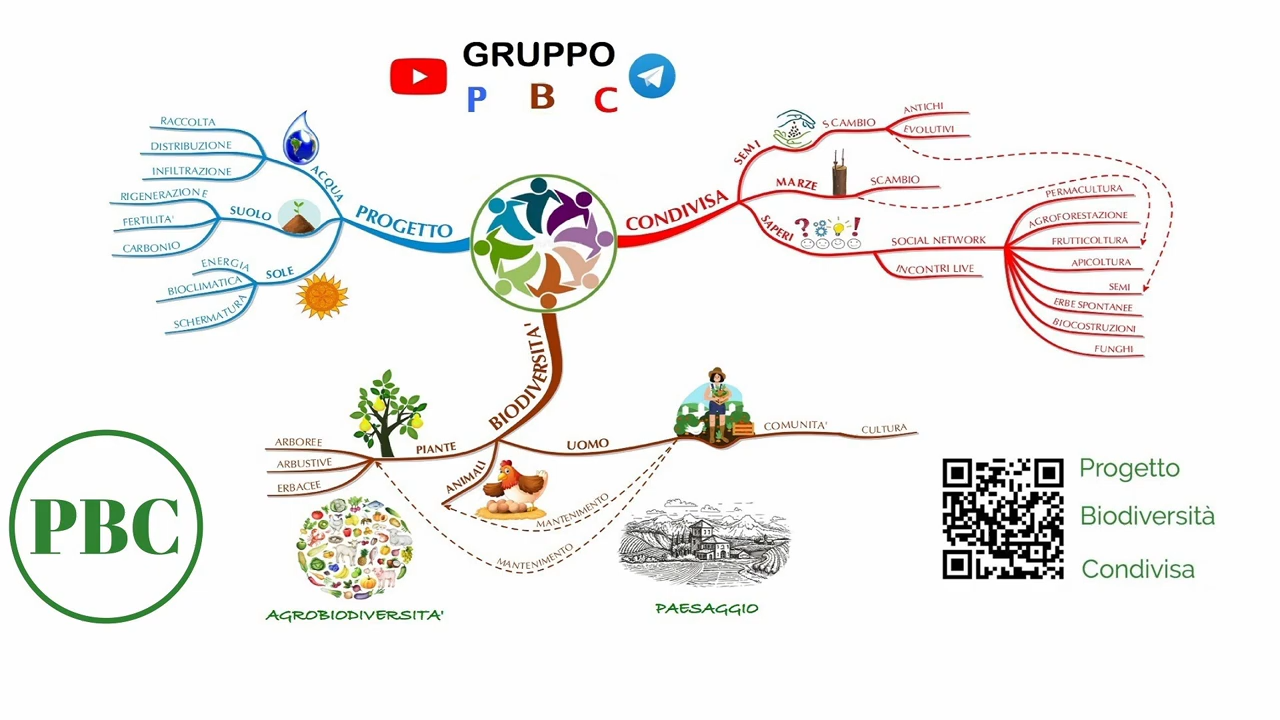 GRUPPO
P B C
PROGETTO
ACQUA
RACCOLTA
DISTRIBUZIONE
INFILTRAZIONE
SUOLO
RIGENERAZIONE
FERTILITA'
CARBONIO
SOLE
ENERGIA
BIOCLIMATICA
SCHERMATURA
CONDIVISA
SEMI
SCAMBIO
ANTICHI
EVOLUTIVI
MARZE
SCAMBIO
SAPERI
? !
SOCIAL NETWORK
INCONTRI LIVE
PERMACULTURA
AGROFORESTAZIONE
FRUTTICOLTURA
APICOLTURA
SEMI
ERBE SPONTANEE
BIOCOSTRUZIONI
FUNGHI
BIODIVERSITA'
PIANTE
ARBOREE
ARBUSTIVE
ERBACEE
ANIMALI
UOMO
COMUNITA'
CULTURA
MANTENIMENTO
MANTENIMENTO
AGROBIODIVERSITA'
PAESAGGIO
PBC
Progetto
Biodiversità
Condivisa